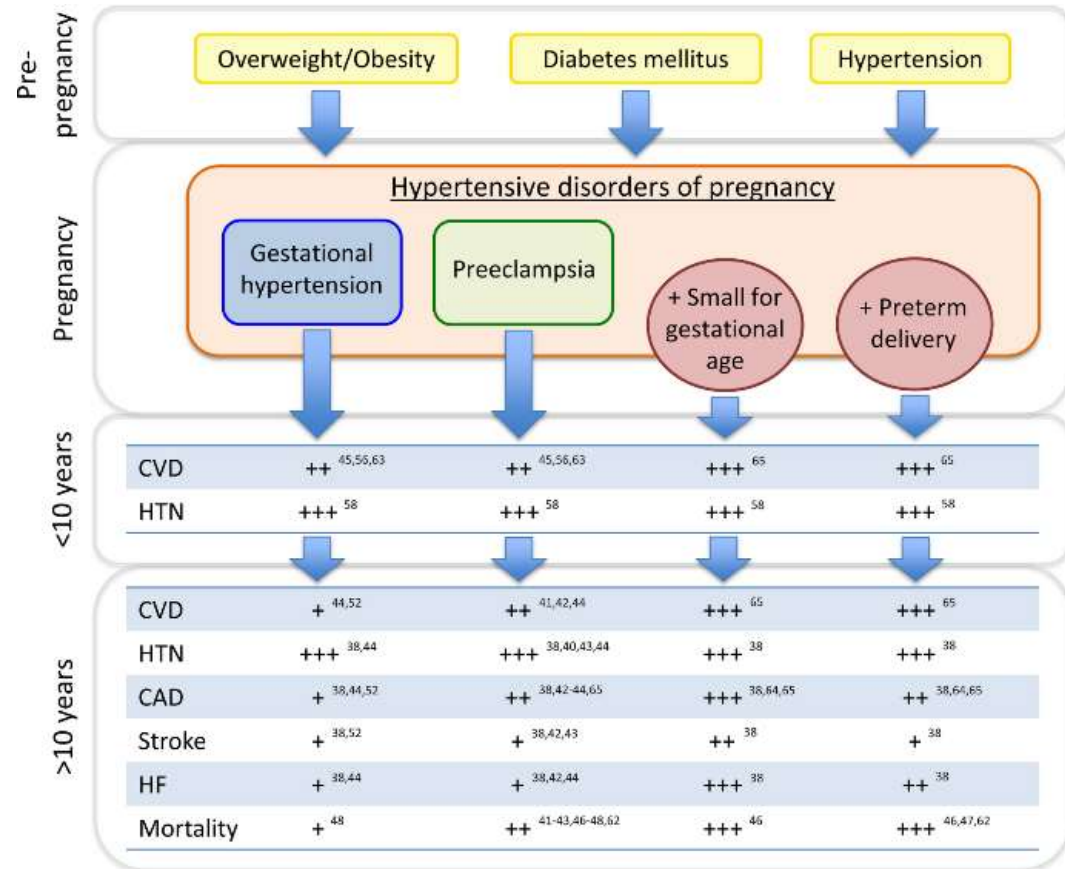 Pre-
pregnancy
Overweight/Obesity
Diabetes mellitus
Hypertension
Pregnancy
Hypertensive disorders of pregnancy
Gestational
hypertension
Preeclampsia
+ Small for
gestational
age
+ Preterm
delivery
<10 years
CVD ++ 45,56,63 ++ 45,56,63 +++ 65 +++ 65
HTN +++ 58 +++ 58 +++ 58 +++ 58
>10 years
CVD + 44,52 ++ 41,42,44 +++ 65 +++ 65
HTN +++ 38,44 +++ 38,40,43,44 +++ 38 +++ 38
CAD + 38,44,52 ++ 38,42-44,65 +++ 38,64,65 ++ 38,64,65
Stroke + 38,52 + 38,42,43 ++ 38 + 38
HF + 38,44 + 38,42,44 +++ 38 ++ 38
Mortality + 48 ++ 41-43,46-48,62 +++ 46 +++ 46,47,62